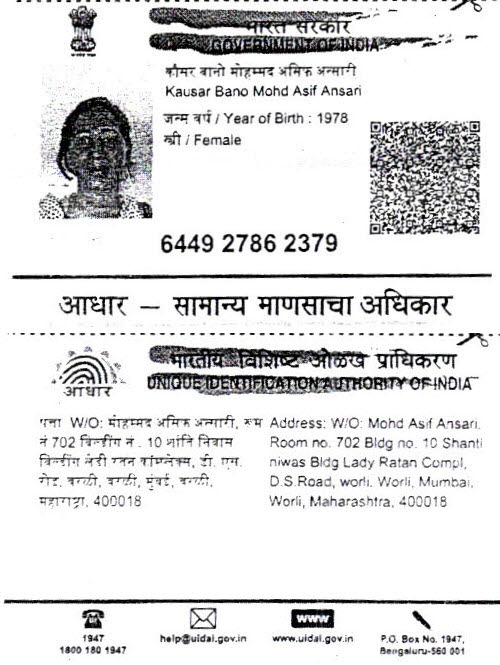 भारत सरकार
GOVERNMENT OF INDIA
कौसर बानो मोहम्मद असिफ अन्सारी
Kausar Bano Mohd Asif Ansari
जन्म वर्ष / Year of Birth : 1978
स्त्री / Female
6449 2786 2379
आधार – सामान्य माणसाचा अधिकार
भारतीय विशिष्ट ओळख प्राधिकरण
UNIQUE IDENTIFICATION AUTHORITY OF INDIA
आधार
पत्ता W/O: मोहम्मद असिफ अन्सारी, रूम
नं 702 बिल्डींग नं . 10 शांति निवास
बिल्डींग लेडी रतन कॉम्प्लेक्स, डी. एस.
रोड, वरळी, वरळी, मुंबई, वरळी,
महाराष्ट्रा, 400018
Address: W/O: Mohd Asif Ansari,
Room no. 702 Bldg no. 10 Shanti
niwas Bldg Lady Ratan Compl,
D.S.Road, worli. Worli, Mumbai,
Worli, Maharashtra, 400018
1947
1800 180 1947
help@uidai.gov.in
WWW
www.uidai.gov.in
P.O. Box No. 1947,
Bengaluru-560 001